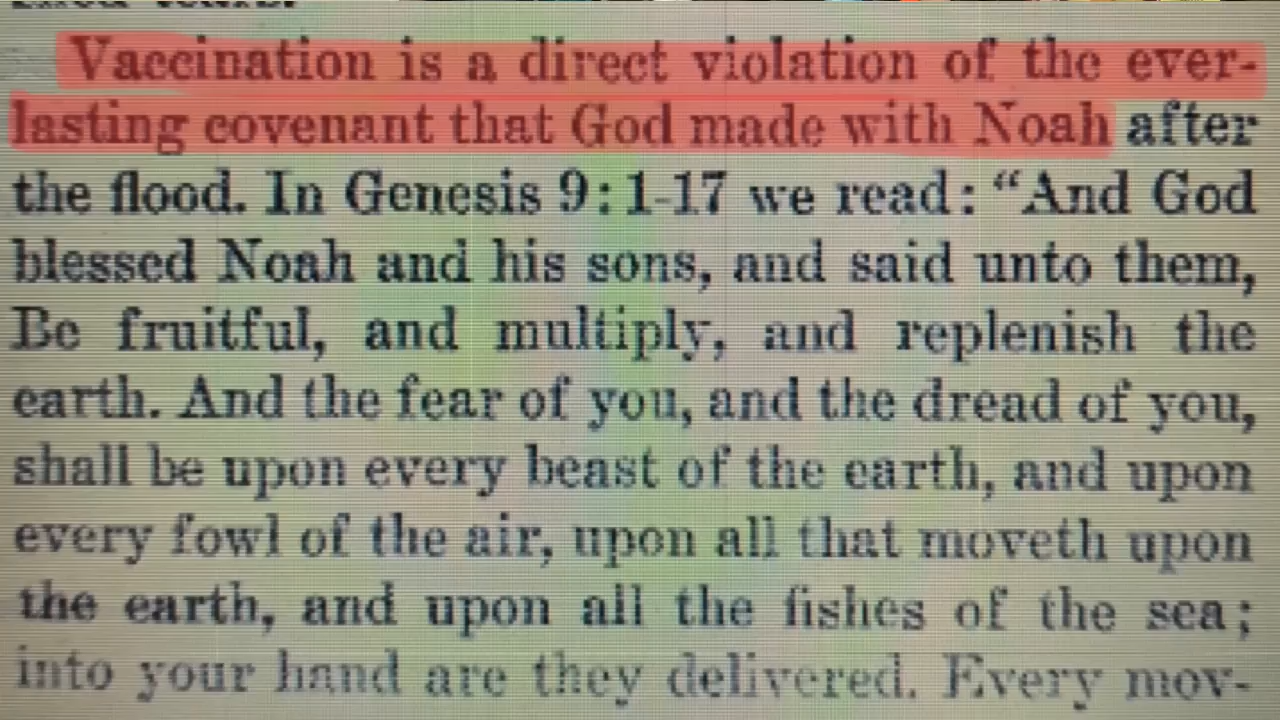 Vaccination is a direct violation of the ever-
lasting covenant that God made with Noah after
the flood. In Genesis 9:1-17 we read: "And God
blessed Noah and his sons, and said unto them,
Be fruitful, and multiply, and replenish the
earth. And the fear of you, and the dread of you,
shall be upon every beast of the earth, and upon
every fowl of the air, upon all that moveth upon
the earth, and upon all the fishes of the sea;
into your hand are they delivered. Every mov-